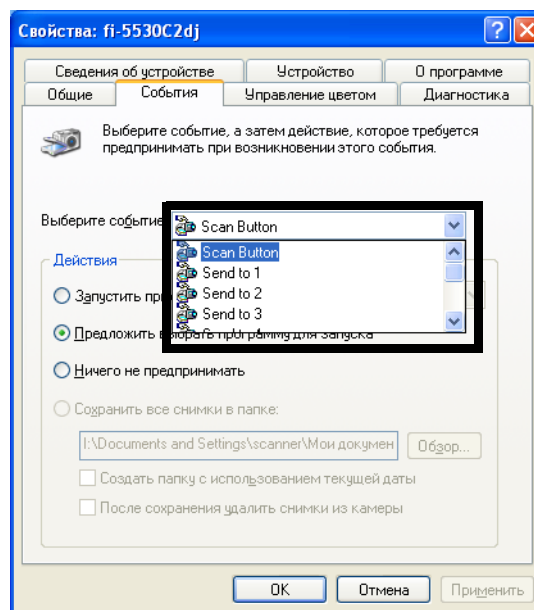 Свойства: fi-5530C2dj
Сведения об устройстве Устройство О программе
Общие События Управление цветом Диагностика
Выберите событие, а затем действие, которое требуется
предпринимать при возникновении этого события.
Выберите событие Scan Button
Scan Button
Send to 1
Send to 2
Send to 3
Действия
Запустить
Предложить выбрать программу для запуска
Ничего не предпринимать
Сохранить все снимки в папке:
I:\Documents and Settings\scanner\Мои докумен Обзор...
Создать папку с использованием текущей даты
После сохранения удалить снимки из камеры
OK Отмена Применить